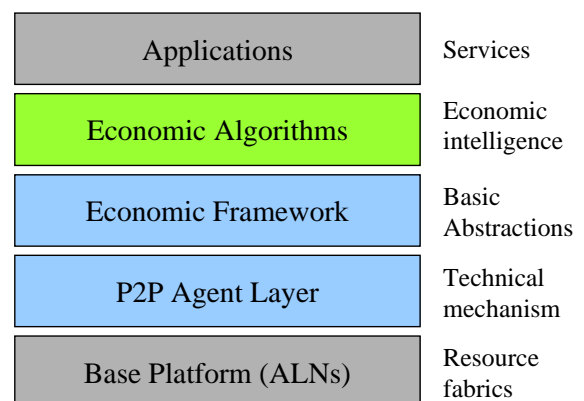 Applications
Services
Economic Algorithms
Economic
intelligence
Economic Framework
Basic
Abstractions
P2P Agent Layer
Technical
mechanism
Base Platform (ALNs)
Resource
fabrics